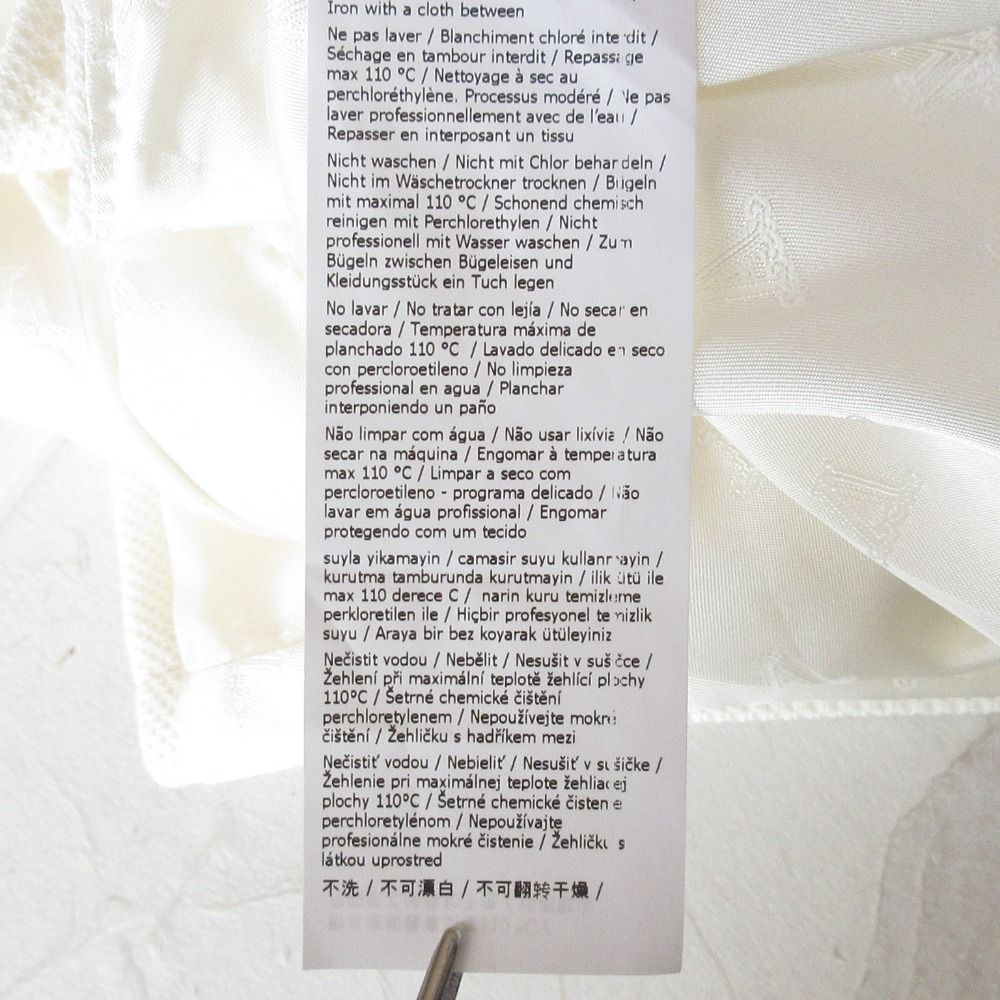 Iron with a cloth between
Ne pas laver / Blanchiment chloré interdit /
Séchage en tambour interdit / Repassage
max 110 °C / Nettoyage à sec au
perchloréthylène. Processus modéré / Ne pas
laver professionnellement avec de l'eau /
Repasser en interposant un tissu
Nicht waschen / Nicht mit Chlor behandeln /
Nicht im Wäschetrockner trocknen / Bügeln
mit maximal 110 °C / Schonend chemisch
reinigen mit Perchlorethylen / Nicht
professionell mit Wasser waschen / Zum
Bügeln zwischen Bügeleisen und
Kleidungsstück ein Tuch legen
No lavar / No tratar con lejía / No secar en
secadora / Temperatura máxima de
planchado 110 °C / Lavado delicado en seco
con percloroetileno / No limpieza
professional en agua / Planchar
interponiendo un paño
Não limpar com água / Não usar lixívia / Não
secar na máquina / Engomar à temperatura
max 110 °C / Limpar a seco com
percloroetileno - programa delicado / Não
lavar em água profissional / Engomar
protegendo com um tecido
suyla yikamayin / camasir suyu kullanmayin /
kurutma tamburunda kurutmayin / ilik ütü ile
max 110 derece C / narin kuru temizleme
perkloretilen ile / Hiçbir profesyonel temizlik
suyu / Araya bir bez koyarak ütüleyiniz
Nečistit vodou / Nebělit / Nesušit v sušičce /
Žehlení při maximální teplotě žehlící plochy
110°C / Šetrné chemické čištění
perchloretylenem / Nepoužívejte mokré
čištění / Žehličku s hadříkem mezi
Nečistiť vodou / Nebieliť / Nesušiť v sušičke /
Žehlenie pri maximálnej teplote žehliacej
plochy 110°C / Šetrné chemické čistenie
perchloretylénom / Nepoužívajte
profesionálne mokré čistenie / Žehličku s
látkou uprostred
不洗 / 不可漂白 / 不可翻转干燥 /